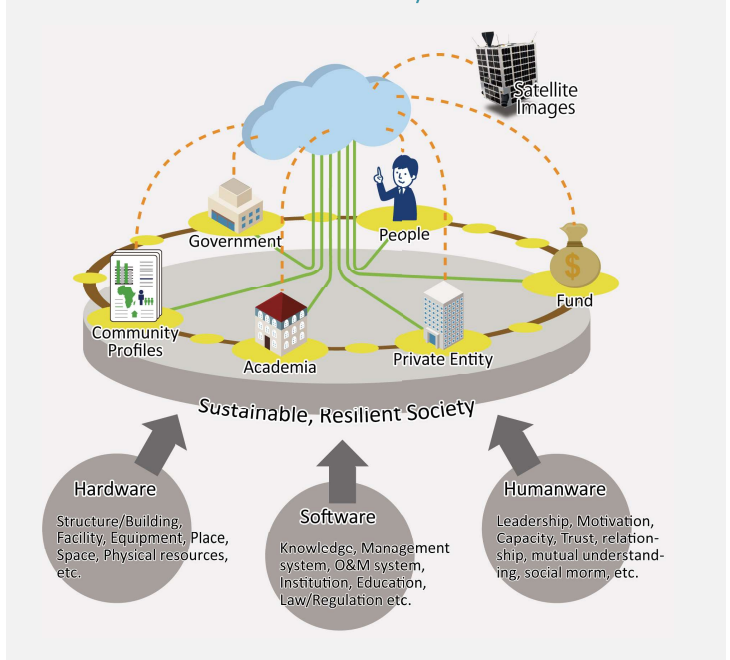 Satellite
Images
Government
People
Fund
Community
Profiles
Academia
Private Entity
Sustainable, Resilient Society
Hardware
Structure/Building,
Facility, Equipment, Place,
Space, Physical resources,
etc.
Software
Knowledge, Management
system, O&M system,
Institution, Education,
Law/Regulation etc.
Humanware
Leadership, Motivation,
Capacity, Trust, relation-
ship, mutual understand-
ing, social morm, etc.